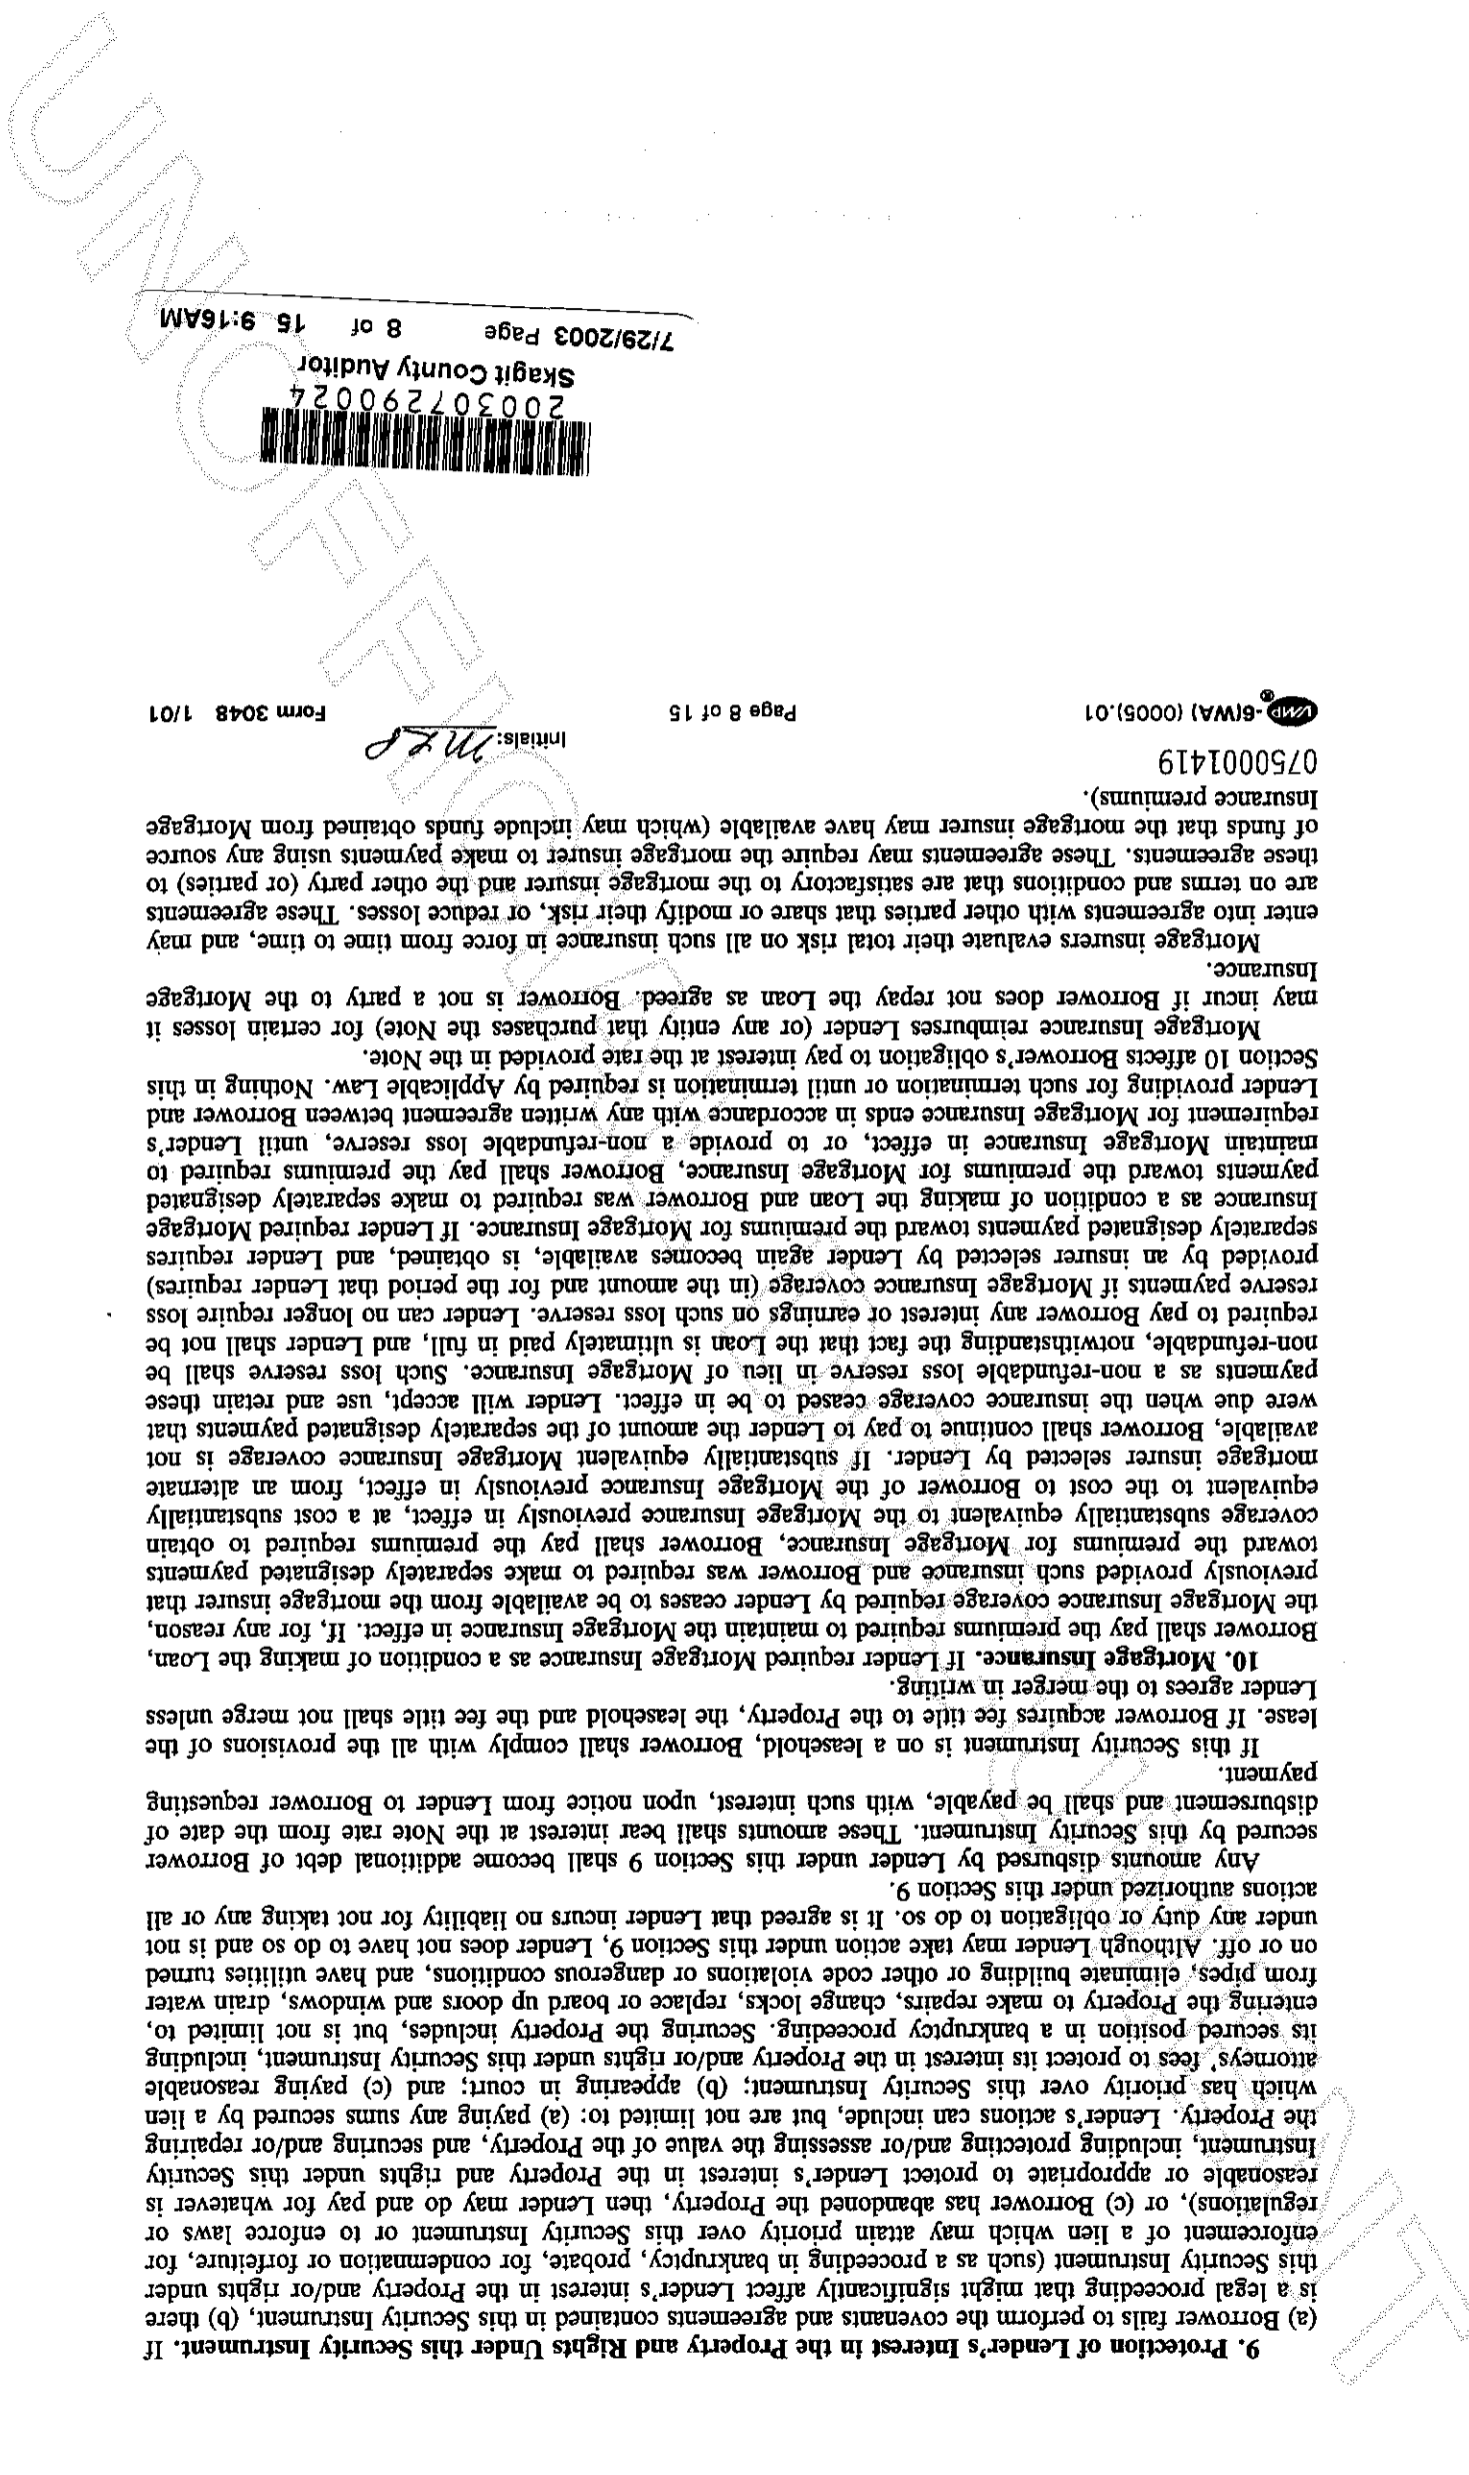 9. Protection of Lender's Interest in the Property and Rights Under this Security Instrument. If
(a) Borrower fails to perform the covenants and agreements contained in this Security Instrument, (b) there
is a legal proceeding that might significantly affect Lender's interest in the Property and/or rights under
this Security Instrument (such as a proceeding in bankruptcy, probate, for condemnation or forfeiture, for
enforcement of a lien which may attain priority over this Security Instrument or to enforce laws or
regulations), or (c) Borrower has abandoned the Property, then Lender may do and pay for whatever is
reasonable or appropriate to protect Lender's interest in the Property and rights under this Security
Instrument, including protecting and/or assessing the value of the Property, and securing and/or repairing
the Property. Lender's actions can include, but are not limited to: (a) paying any sums secured by a lien
which has priority over this Security Instrument; (b) appearing in court; and (c) paying reasonable
attorneys' fees to protect its interest in the Property and/or rights under this Security Instrument, including
its secured position in a bankruptcy proceeding. Securing the Property includes, but is not limited to,
entering the Property to make repairs, change locks, replace or board up doors and windows, drain water
from pipes, eliminate building or other code violations or dangerous conditions, and have utilities turned
on or off. Although Lender may take action under this Section 9, Lender does not have to do so and is not
under any duty or obligation to do so. It is agreed that Lender incurs no liability for not taking any or all
actions authorized under this Section 9.
Any amounts disbursed by Lender under this Section 9 shall become additional debt of Borrower
secured by this Security Instrument. These amounts shall bear interest at the Note rate from the date of
disbursement and shall be payable, with such interest, upon notice from Lender to Borrower requesting
payment.
If this Security Instrument is on a leasehold, Borrower shall comply with all the provisions of the
lease. If Borrower acquires fee title to the Property, the leasehold and the fee title shall not merge unless
Lender agrees to the merger in writing.
10. Mortgage Insurance. If Lender required Mortgage Insurance as a condition of making the Loan,
Borrower shall pay the premiums required to maintain the Mortgage Insurance in effect. If, for any reason,
the Mortgage Insurance coverage required by Lender ceases to be available from the mortgage insurer that
previously provided such insurance and Borrower was required to make separately designated payments
toward the premiums for Mortgage Insurance, Borrower shall pay the premiums required to obtain
coverage substantially equivalent to the Mortgage Insurance previously in effect, at a cost substantially
equivalent to the cost to Borrower of the Mortgage Insurance previously in effect, from an alternate
mortgage insurer selected by Lender. If substantially equivalent Mortgage Insurance coverage is not
available, Borrower shall continue to pay to Lender the amount of the separately designated payments that
were due when the insurance coverage ceased to be in effect. Lender will accept, use and retain these
payments as a non-refundable loss reserve in lieu of Mortgage Insurance. Such loss reserve shall be
non-refundable, notwithstanding the fact that the Loan is ultimately paid in full, and Lender shall not be
required to pay Borrower any interest or earnings on such loss reserve. Lender can no longer require loss
reserve payments if Mortgage Insurance coverage (in the amount and for the period that Lender requires)
provided by an insurer selected by Lender again becomes available, is obtained, and Lender requires
separately designated payments toward the premiums for Mortgage Insurance. If Lender required Mortgage
Insurance as a condition of making the Loan and Borrower was required to make separately designated
payments toward the premiums for Mortgage Insurance, Borrower shall pay the premiums required to
maintain Mortgage Insurance in effect, or to provide a non-refundable loss reserve, until Lender's
requirement for Mortgage Insurance ends in accordance with any written agreement between Borrower and
Lender providing for such termination or until termination is required by Applicable Law. Nothing in this
Section 10 affects Borrower's obligation to pay interest at the rate provided in the Note.
Mortgage Insurance reimburses Lender (or any entity that purchases the Note) for certain losses it
may incur if Borrower does not repay the Loan as agreed. Borrower is not a party to the Mortgage
Insurance.
Mortgage insurers evaluate their total risk on all such insurance in force from time to time, and may
enter into agreements with other parties that share or modify their risk, or reduce losses. These agreements
are on terms and conditions that are satisfactory to the mortgage insurer and the other party (or parties) to
these agreements. These agreements may require the mortgage insurer to make payments using any source
of funds that the mortgage insurer may have available (which may include funds obtained from Mortgage
Insurance premiums).
0750001419
Initials: MLP
VMP®-6(WA) (0005).01 Page 8 of 15 Form 3048 1/01
200307290024
Skagit County Auditor
7/29/2003 Page 8 of 15 9:16AM
UNOFFICIAL DOCUMENT